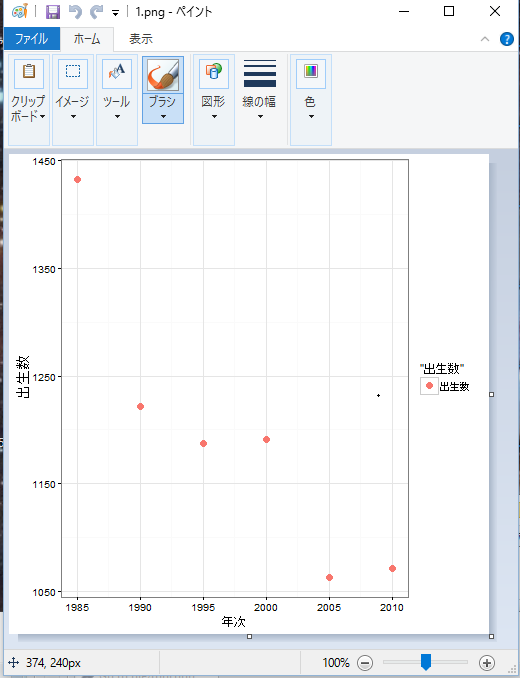 1.png - ペイント
ファイル ホーム 表示
クリップ
ボード イメージ ツール ブラシ 図形 線の幅 色
1450
1350
1250
1150
1050
出生数
1985 1990 1995 2000 2005 2010
年次
"出生数"
出生数
374, 240px 100%